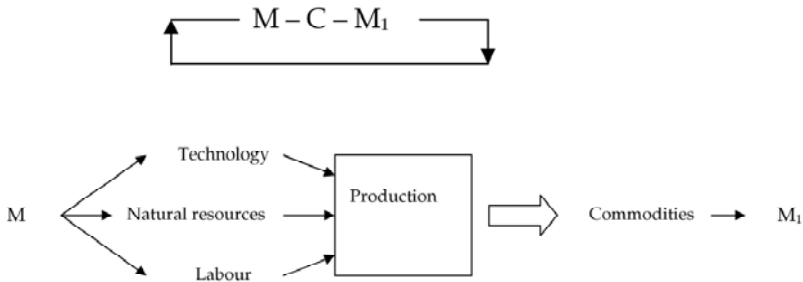 M – C – M₁
Technology
Production
M
Natural resources
Commodities
M₁
Labour